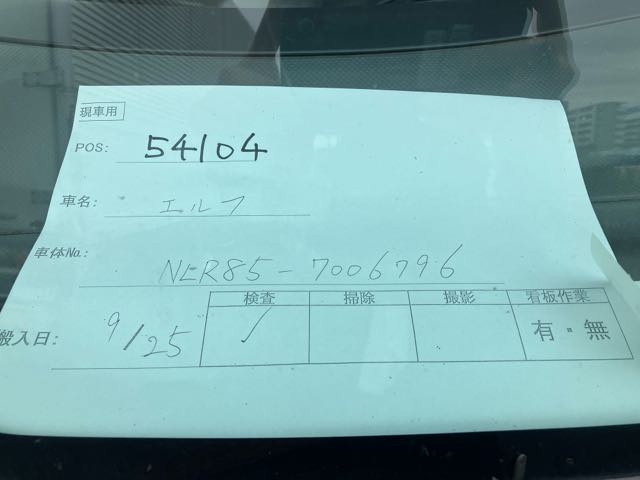 現車用
POS: 54104
車名: エルフ
車体No.: NLR85-7006796
検査 掃除 撮影 看板作業
搬入日: 9/25 有・無